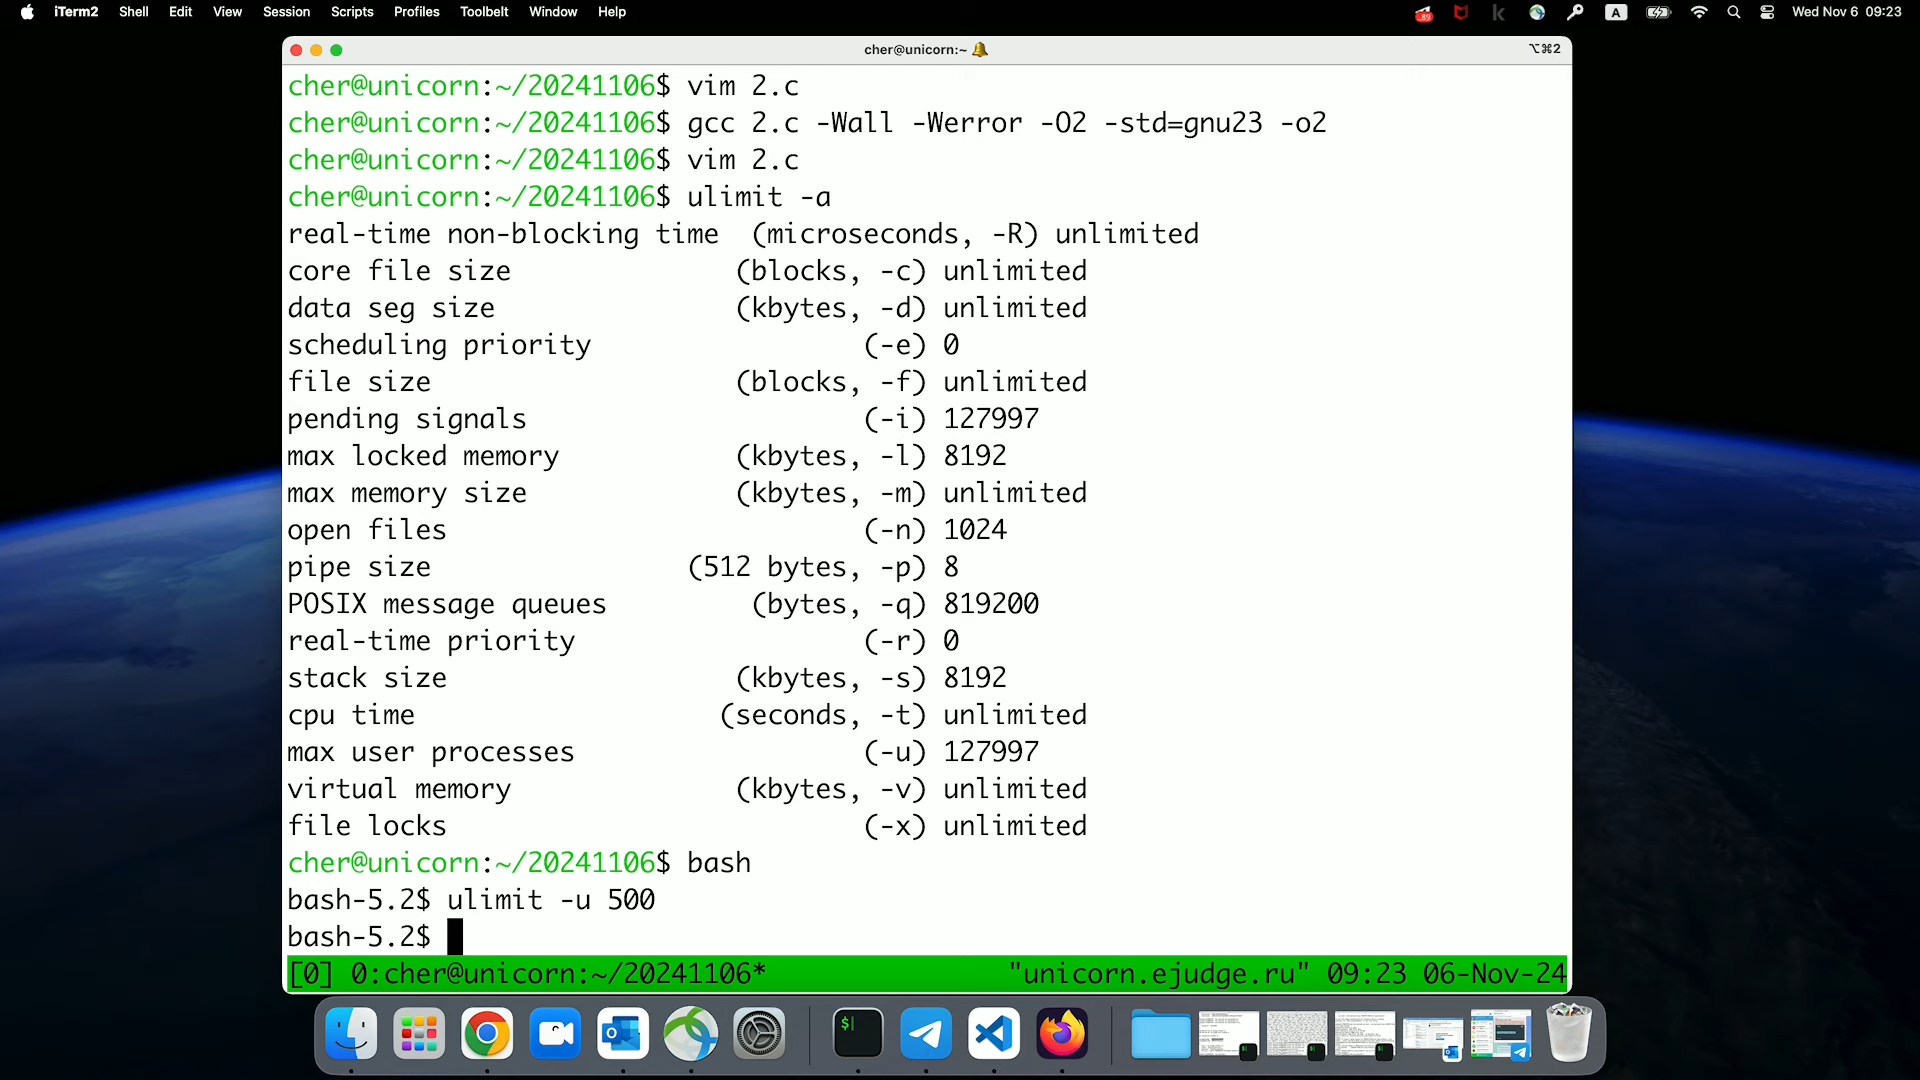 iTerm2 Shell Edit View Session Scripts Profiles Toolbelt Window Help A Wed Nov 6 09:23
cher@unicorn:~ ⌥⌘2
cher@unicorn:~/20241106$ vim 2.c
cher@unicorn:~/20241106$ gcc 2.c -Wall -Werror -O2 -std=gnu23 -o2
cher@unicorn:~/20241106$ vim 2.c
cher@unicorn:~/20241106$ ulimit -a
real-time non-blocking time  (microseconds, -R) unlimited
core file size              (blocks, -c) unlimited
data seg size               (kbytes, -d) unlimited
scheduling priority                 (-e) 0
file size                   (blocks, -f) unlimited
pending signals                     (-i) 127997
max locked memory           (kbytes, -l) 8192
max memory size             (kbytes, -m) unlimited
open files                          (-n) 1024
pipe size                (512 bytes, -p) 8
POSIX message queues         (bytes, -q) 819200
real-time priority                  (-r) 0
stack size                  (kbytes, -s) 8192
cpu time                   (seconds, -t) unlimited
max user processes                  (-u) 127997
virtual memory              (kbytes, -v) unlimited
file locks                          (-x) unlimited
cher@unicorn:~/20241106$ bash
bash-5.2$ ulimit -u 500
bash-5.2$
[0] 0:cher@unicorn:~/20241106* "unicorn.ejudge.ru" 09:23 06-Nov-24